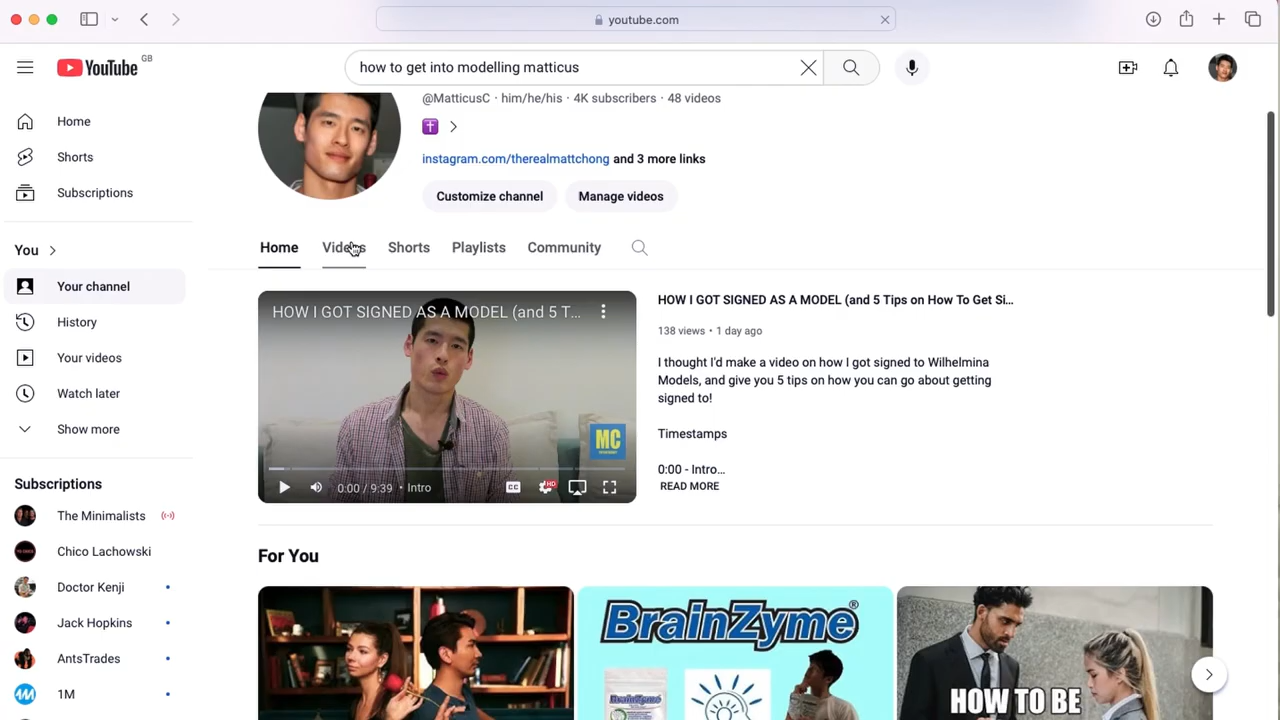 youtube.com
YouTube GB
how to get into modelling matticus
@MatticusC · him/he/his · 4K subscribers · 48 videos
instagram.com/therealmattchong and 3 more links
Customize channel Manage videos
Home
Shorts
Subscriptions
You
Your channel
History
Your videos
Watch later
Show more
Subscriptions
The Minimalists
Chico Lachowski
Doctor Kenji
Jack Hopkins
AntsTrades
1M
Home Videos Shorts Playlists Community
HOW I GOT SIGNED AS A MODEL (and 5 T...
MC
0:00 / 9:39 • Intro
CC HD
HOW I GOT SIGNED AS A MODEL (and 5 Tips on How To Get Si...
138 views • 1 day ago
I thought I'd make a video on how I got signed to Wilhelmina
Models, and give you 5 tips on how you can go about getting
signed to!
Timestamps
0:00 - Intro...
READ MORE
For You
BrainZyme®
HOW TO BE